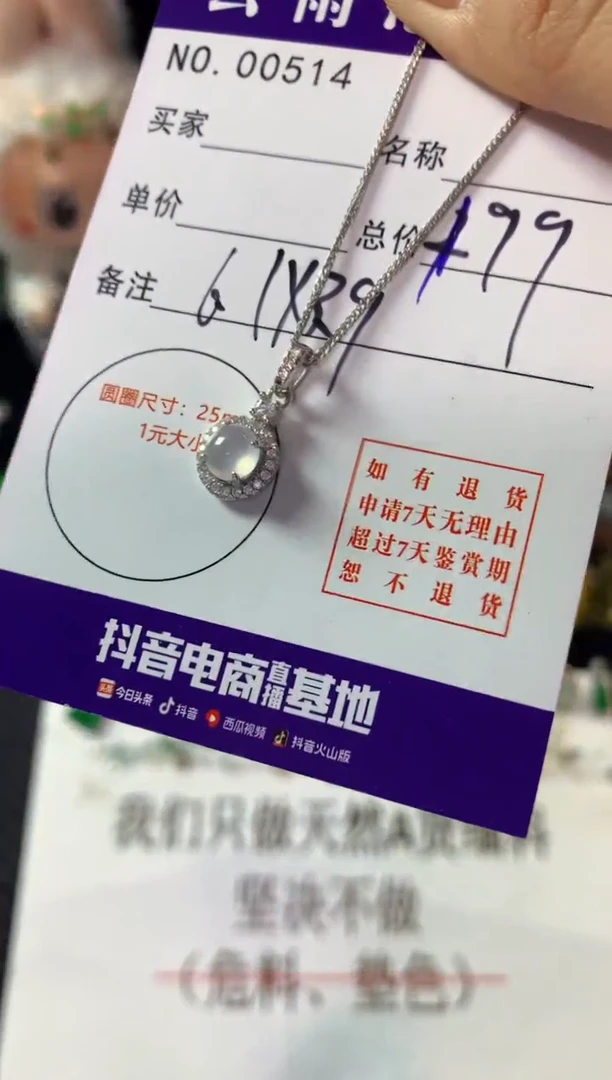 NO. 00514
买家
名称
单价
总价 199
备注 6.1X3.9
圆圈尺寸：25
1元大小
如有退货
申请7天无理由
超过7天鉴赏期
恕不退货
抖音电商直播基地
今日头条 抖音 西瓜视频 抖音火山版
我们只做天然A货
坚决不做
（危料、垫色）